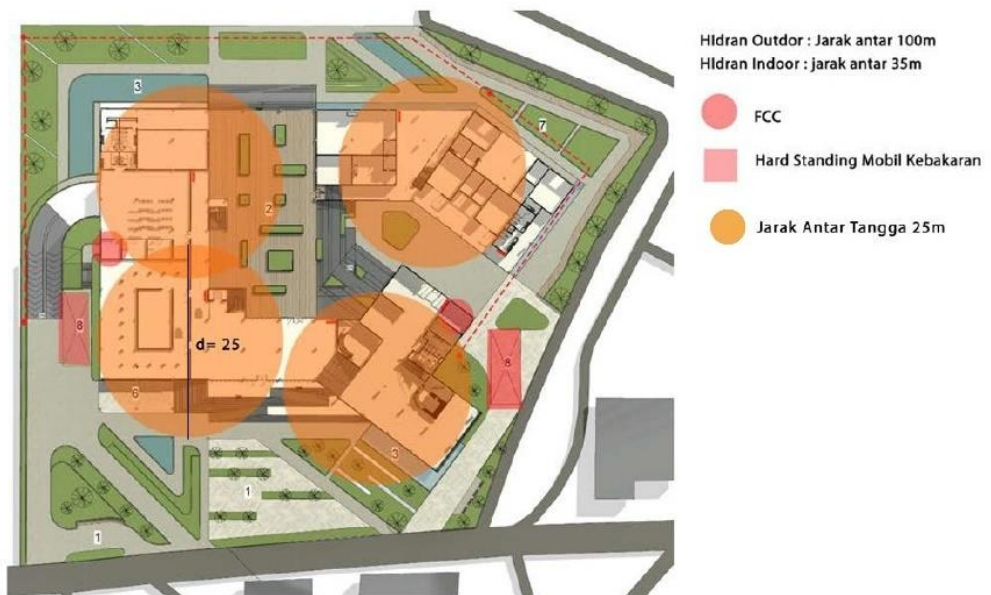 HIdran Outdor : Jarak antar 100m
HIdran Indoor : jarak antar 35m
FCC
Hard Standing Mobil Kebakaran
Jarak Antar Tangga 25m
3
7
2
8
d= 25
8
6
3
1
1